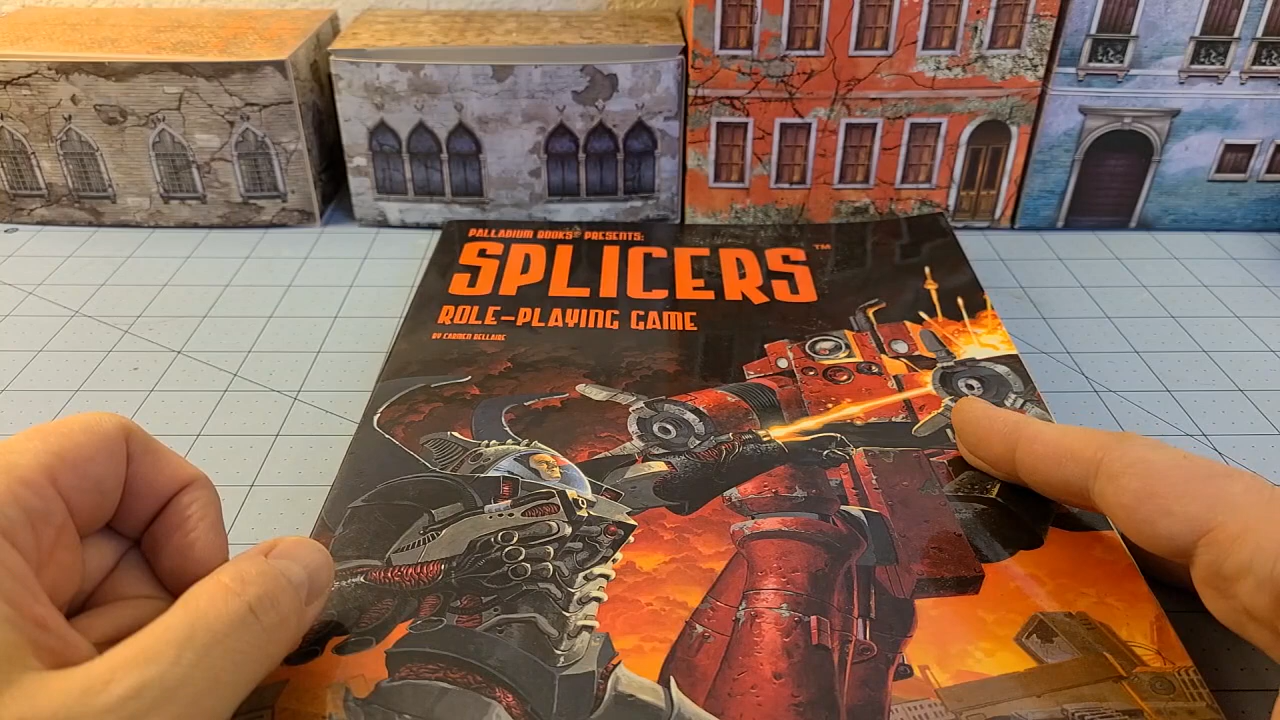 PALLADIUM BOOKS® PRESENTS:
SPLICERS™
ROLE-PLAYING GAME
BY CARMEN BELLAIRE